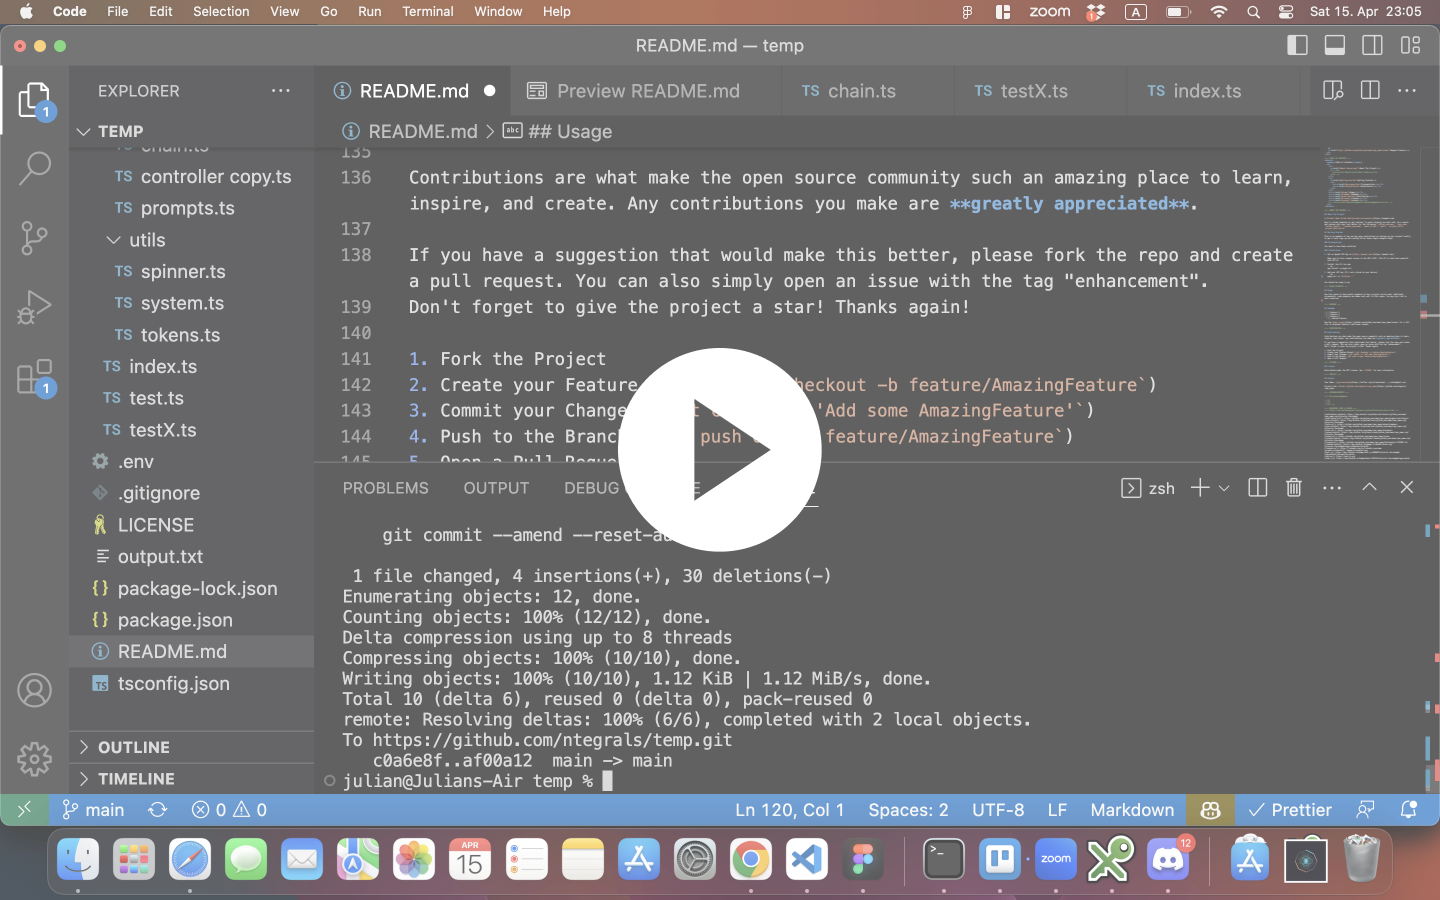 Code File Edit Selection View Go Run Terminal Window Help zoom 1 A Sat 15. Apr 23:05
README.md — temp
EXPLORER
README.md
Preview README.md
TS chain.ts
TS testX.ts
TS index.ts
1
TEMP
README.md > abc ## Usage
chain.ts
TS controller copy.ts
TS prompts.ts
utils
TS spinner.ts
TS system.ts
TS tokens.ts
TS index.ts
TS test.ts
TS testX.ts
.env
.gitignore
LICENSE
output.txt
{} package-lock.json
{} package.json
README.md
TS tsconfig.json
OUTLINE
TIMELINE
1
135
136 Contributions are what make the open source community such an amazing place to learn,
inspire, and create. Any contributions you make are **greatly appreciated**.
137
138 If you have a suggestion that would make this better, please fork the repo and create
a pull request. You can also simply open an issue with the tag "enhancement".
139 Don't forget to give the project a star! Thanks again!
140
141 1. Fork the Project
142 2. Create your Feature heckout -b feature/AmazingFeature`)
143 3. Commit your Change 'Add some AmazingFeature'`)
144 4. Push to the Branc push feature/AmazingFeature`)
145 5. Open a Pull Reque
PROBLEMS OUTPUT DEBUG
zsh
git commit --amend --reset-au
1 file changed, 4 insertions(+), 30 deletions(-)
Enumerating objects: 12, done.
Counting objects: 100% (12/12), done.
Delta compression using up to 8 threads
Compressing objects: 100% (10/10), done.
Writing objects: 100% (10/10), 1.12 KiB | 1.12 MiB/s, done.
Total 10 (delta 6), reused 0 (delta 0), pack-reused 0
remote: Resolving deltas: 100% (6/6), completed with 2 local objects.
To https://github.com/ntegrals/temp.git
c0a6e8f..af00a12 main -> main
julian@Julians-Air temp %
main 0 0 Ln 120, Col 1 Spaces: 2 UTF-8 LF Markdown Prettier
APR
15
zoom
12